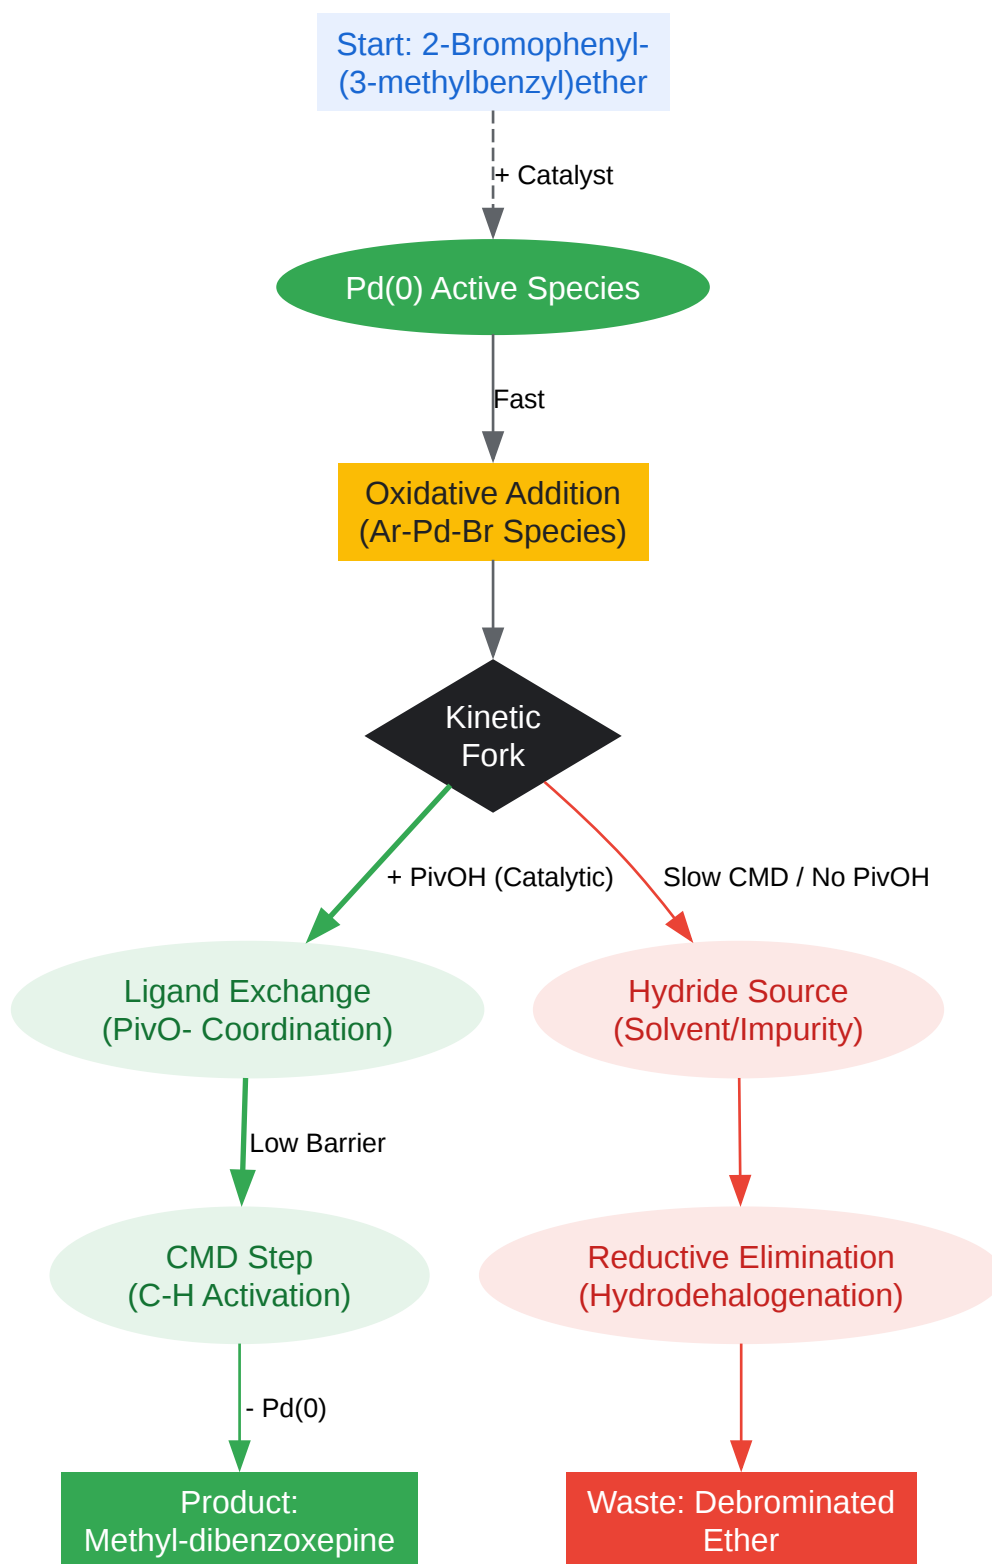 Start: 2-Bromophenyl-
(3-methylbenzyl)ether
+ Catalyst
Pd(0) Active Species
Fast
Oxidative Addition
(Ar-Pd-Br Species)
Kinetic
Fork
+ PivOH (Catalytic)
Slow CMD / No PivOH
Ligand Exchange
(PivO- Coordination)
Hydride Source
(Solvent/Impurity)
Low Barrier
CMD Step
(C-H Activation)
Reductive Elimination
(Hydrodehalogenation)
- Pd(0)
Product:
Methyl-dibenzoxepine
Waste: Debrominated
Ether